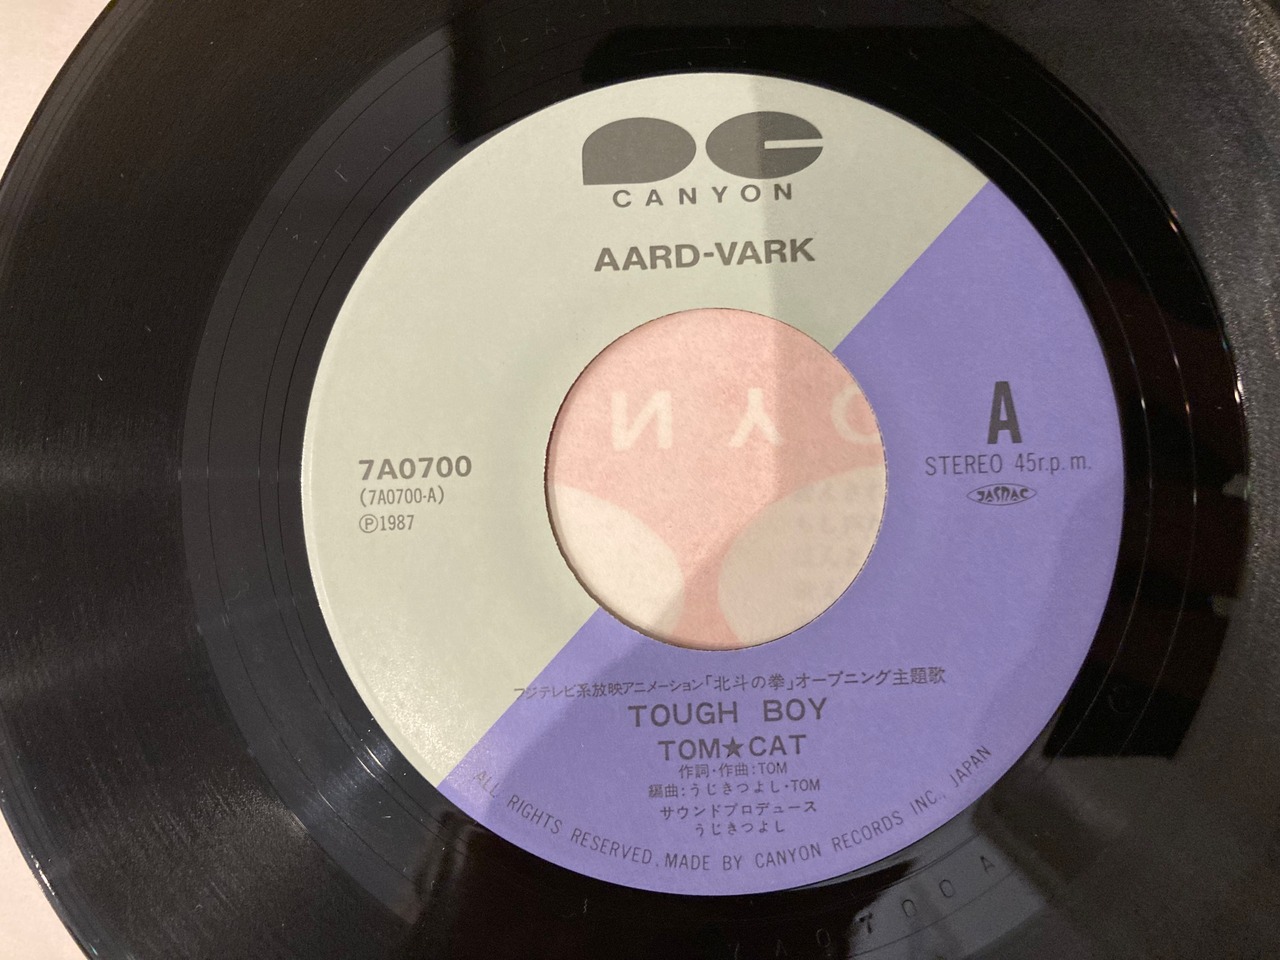 CANYON
AARD-VARK
A
STEREO 45r.p.m.
JASRAC
7A0700
(7A0700-A)
Ⓟ1987
フジテレビ系放映アニメーション「北斗の拳」オープニング主題歌
TOUGH BOY
TOM★CAT
作詞・作曲:TOM
編曲:うじきつよし・TOM
サウンドプロデュース
うじきつよし
ALL RIGHTS RESERVED. MADE BY CANYON RECORDS INC., JAPAN